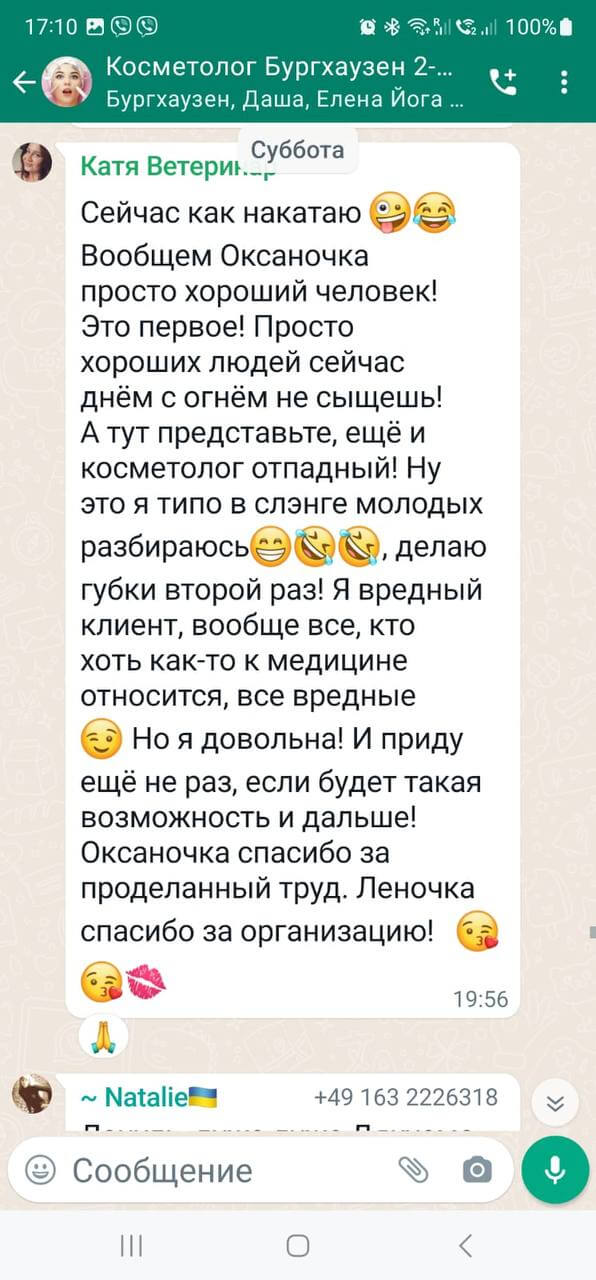 17:10
100%
Косметолог Бургхаузен 2-...
Бургхаузен, Даша, Елена Йога ...
Суббота
Катя Ветеринар
Сейчас как накатаю 🤪😂
Вообщем Оксаночка
просто хороший человек!
Это первое! Просто
хороших людей сейчас
днём с огнём не сыщешь!
А тут представьте, ещё и
косметолог отпадный! Ну
это я типо в слэнге молодых
разбираюсь😁🤣🤣, делаю
губки второй раз! Я вредный
клиент, вообще все, кто
хоть как-то к медицине
относится, все вредные
😉 Но я довольна! И приду
ещё не раз, если будет такая
возможность и дальше!
Оксаночка спасибо за
проделанный труд. Леночка
спасибо за организацию! 😘
😘💋
19:56
🙏
~ Natalie🇺🇦 +49 163 2226318
Сообщение